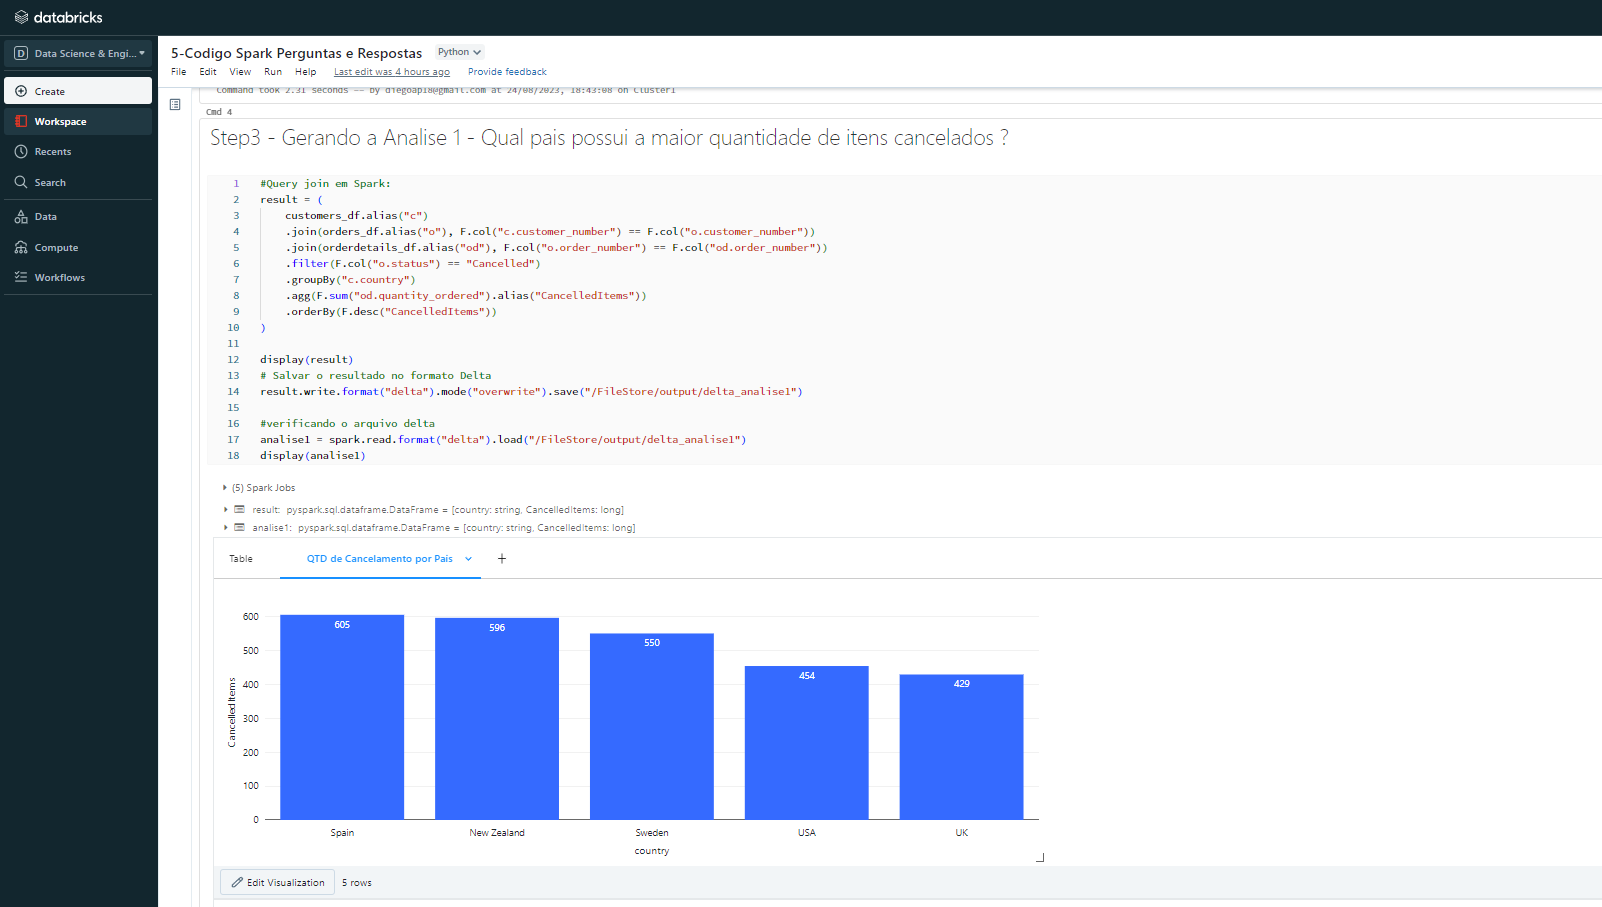 databricks
D Data Science & Engi...
Create
Workspace
Recents
Search
Data
Compute
Workflows
5-Codigo Spark Perguntas e Respostas Python
File Edit View Run Help Last edit was 4 hours ago Provide feedback
Command took 2.31 seconds -- by diegoap18@gmail.com at 24/08/2023, 18:43:08 on Cluster1
Cmd 4
Step3 - Gerando a Analise 1 - Qual pais possui a maior quantidade de itens cancelados ?
1 #Query join em Spark:
2 result = (
3 customers_df.alias("c")
4 .join(orders_df.alias("o"), F.col("c.customer_number") == F.col("o.customer_number"))
5 .join(orderdetails_df.alias("od"), F.col("o.order_number") == F.col("od.order_number"))
6 .filter(F.col("o.status") == "Cancelled")
7 .groupBy("c.country")
8 .agg(F.sum("od.quantity_ordered").alias("CancelledItems"))
9 .orderBy(F.desc("CancelledItems"))
10 )
11
12 display(result)
13 # Salvar o resultado no formato Delta
14 result.write.format("delta").mode("overwrite").save("/FileStore/output/delta_analise1")
15
16 #verificando o arquivo delta
17 analise1 = spark.read.format("delta").load("/FileStore/output/delta_analise1")
18 display(analise1)
(5) Spark Jobs
result: pyspark.sql.dataframe.DataFrame = [country: string, CancelledItems: long]
analise1: pyspark.sql.dataframe.DataFrame = [country: string, CancelledItems: long]
Table QTD de Cancelamento por País +
600
500
400
300
200
100
0
CancelledItems
605
596
550
454
429
Spain New Zealand Sweden USA UK
country
Edit Visualization 5 rows